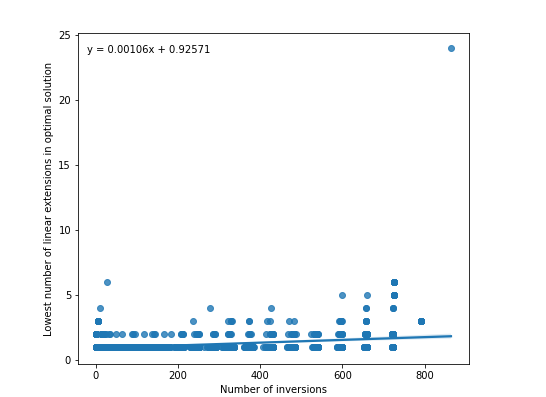 y = 0.00106x + 0.92571
25
20
15
10
5
0
Lowest number of linear extensions in optimal solution
0 200 400 600 800
Number of inversions